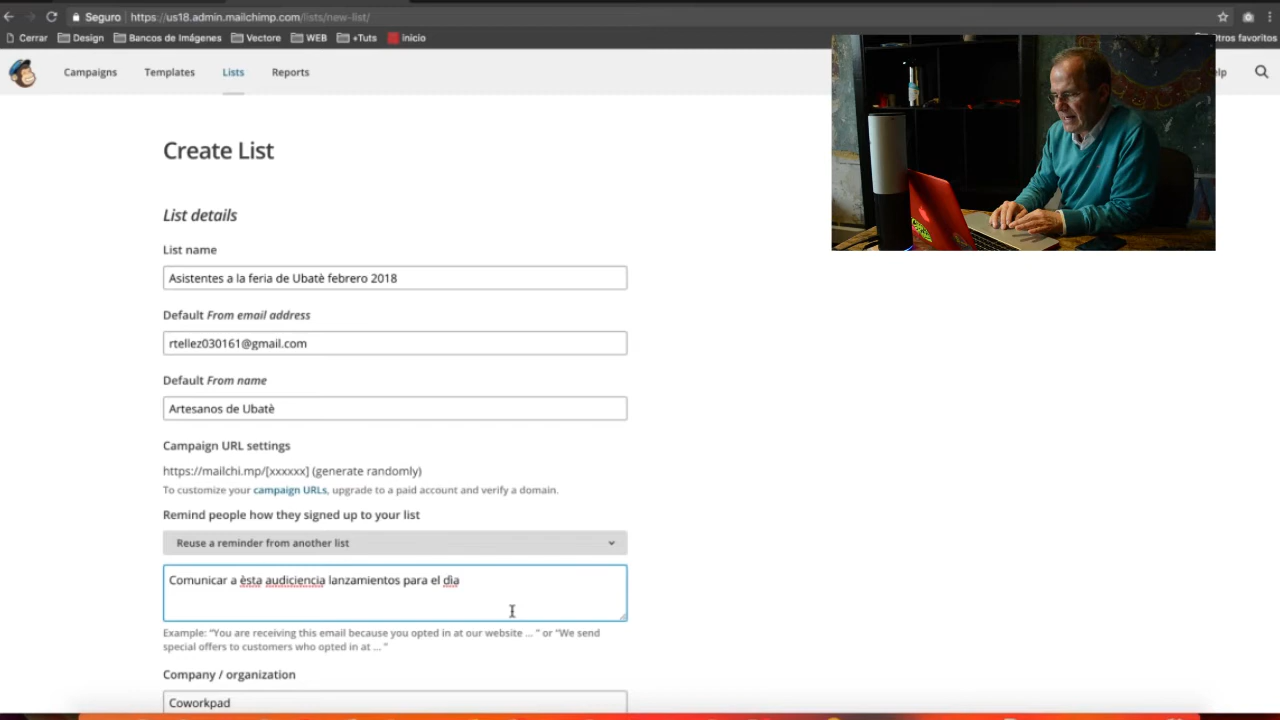 Seguro https://us18.admin.mailchimp.com/lists/new-list/
Cerrar Design Bancos de Imágenes Vectore WEB +Tuts Inicio Otros favoritos
Campaigns Templates Lists Reports
Create List
List details
List name
Asistentes a la feria de Ubatè febrero 2018
Default From email address
rtellez030161@gmail.com
Default From name
Artesanos de Ubatè
Campaign URL settings
https://mailchi.mp/[xxxxxx] (generate randomly)
To customize your campaign URLs, upgrade to a paid account and verify a domain.
Remind people how they signed up to your list
Reuse a reminder from another list
Comunicar a èsta audiciencia lanzamientos para el dìa
Example: "You are receiving this email because you opted in at our website ... " or "We send
special offers to customers who opted in at ... "
Company / organization
Coworkpad